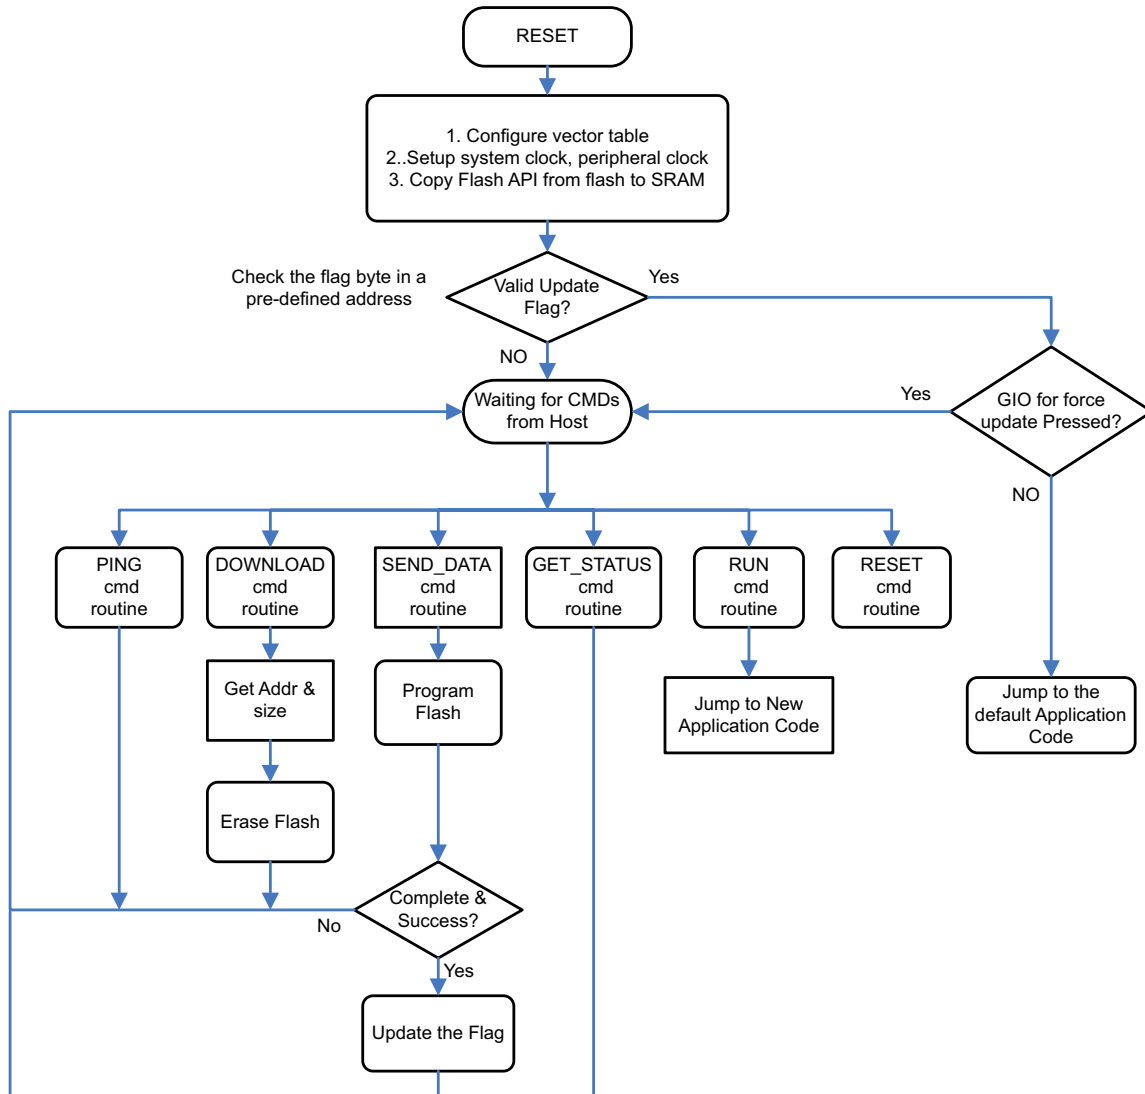 RESET
1. Configure vector table
2..Setup system clock, peripheral clock
3. Copy Flash API from flash to SRAM
Check the flag byte in a
pre-defined address
Valid Update
Flag?
Yes
NO
Waiting for CMDs
from Host
Yes
GIO for force
update Pressed?
NO
PING
cmd
routine
DOWNLOAD
cmd
routine
SEND_DATA
cmd
routine
GET_STATUS
cmd
routine
RUN
cmd
routine
RESET
cmd
routine
Get Addr &
size
Program
Flash
Jump to New
Application Code
Jump to the
default Application
Code
Erase Flash
Complete &
Success?
No
Yes
Update the Flag